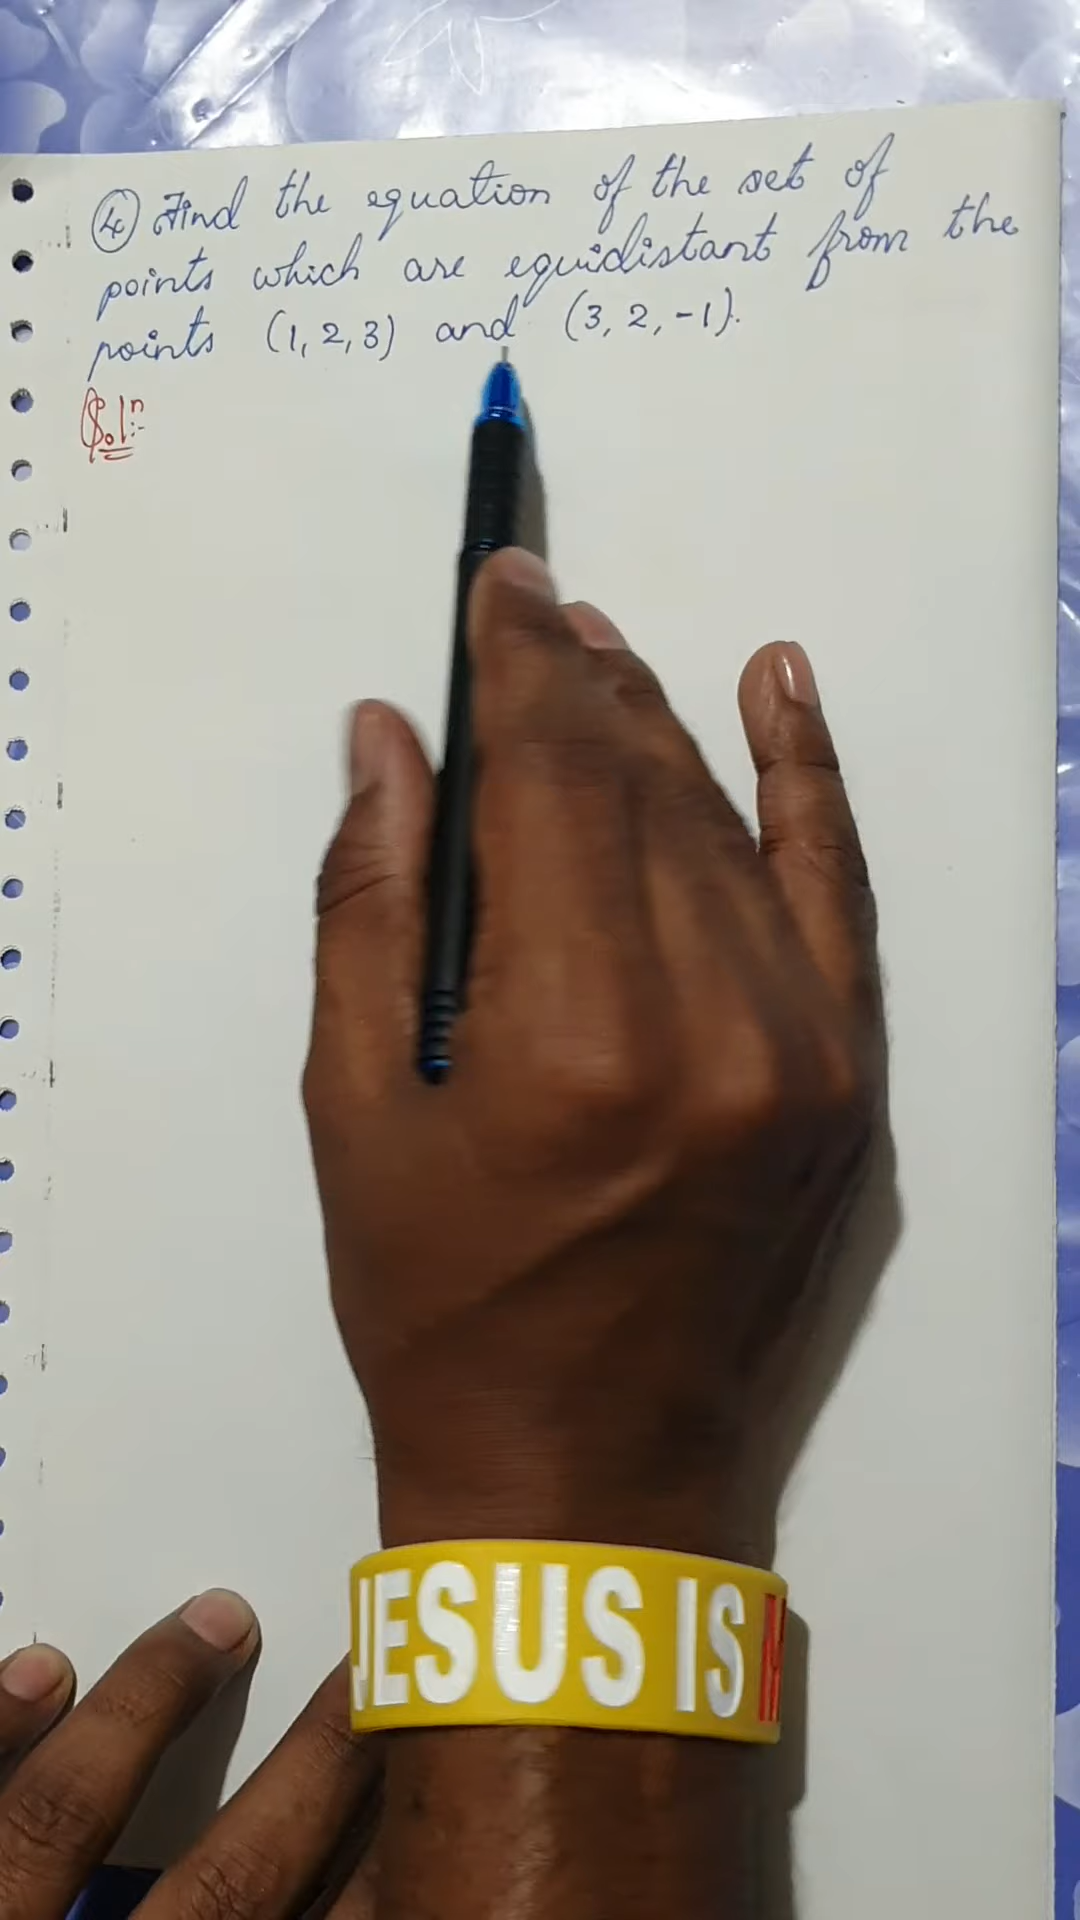 ④ Find the equation of the set of
points which are equidistant from the
points (1, 2, 3) and (3, 2, -1).
Solⁿ:-
JESUS IS